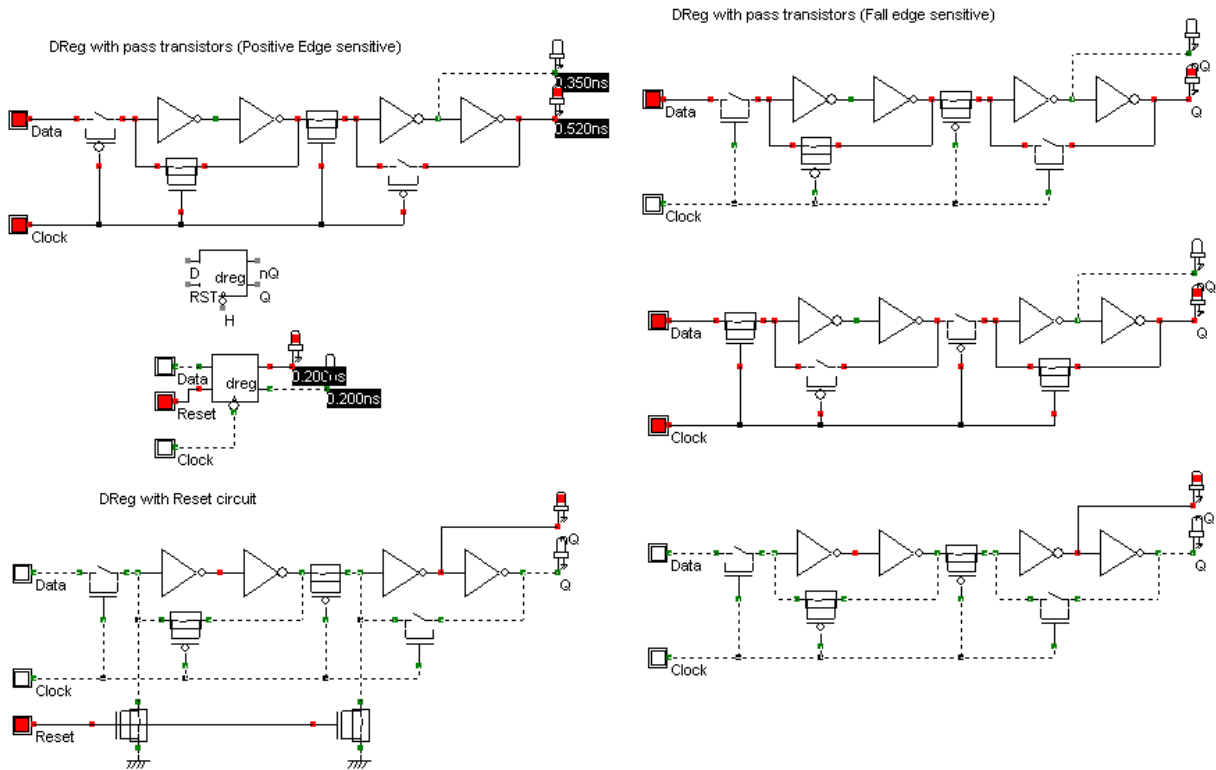 DReg with pass transistors (Positive Edge sensitive)
0.350ns
0.520ns
Data
Clock
D
dreg
nQ
RST
Q
H
Data
dreg
0.200ns
0.200ns
Reset
Clock
DReg with Reset circuit
Q
Q
Data
Clock
Reset
DReg with pass transistors (Fall edge sensitive)
Q
Q
Data
Clock
Q
Q
Data
Clock
Q
Q
Data
Clock